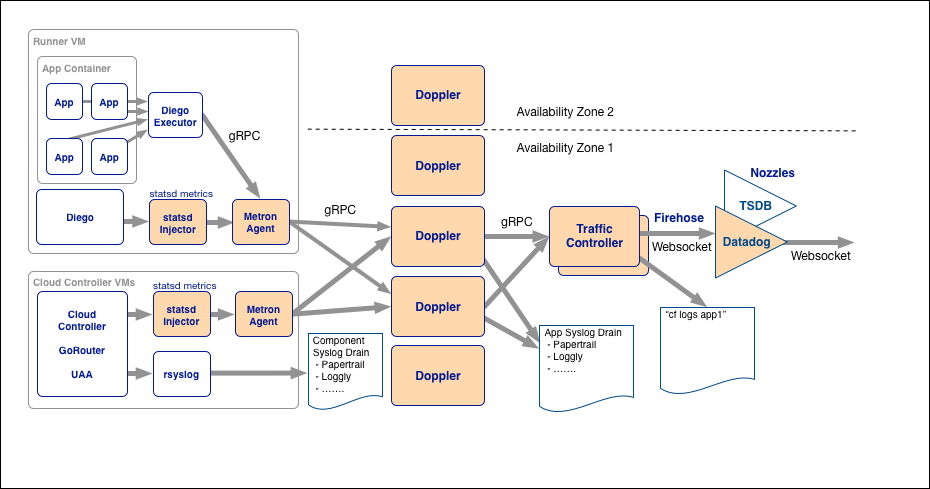 Runner VM
App Container
App
App
App
App
Diego
Executor
gRPC
Diego
statsd metrics
statsd
Injector
Metron
Agent
gRPC
Cloud Controller VMs
Cloud
Controller
GoRouter
UAA
statsd metrics
statsd
Injector
Metron
Agent
rsyslog
Component
Syslog Drain
- Papertrail
- Loggly
- .......
Doppler
Availability Zone 2
Availability Zone 1
Doppler
Doppler
Doppler
Doppler
gRPC
Traffic
Controller
App Syslog Drain
- Papertrail
- Loggly
- .......
Firehose
Websocket
Nozzles
TSDB
Datadog
Websocket
“cf logs app1”